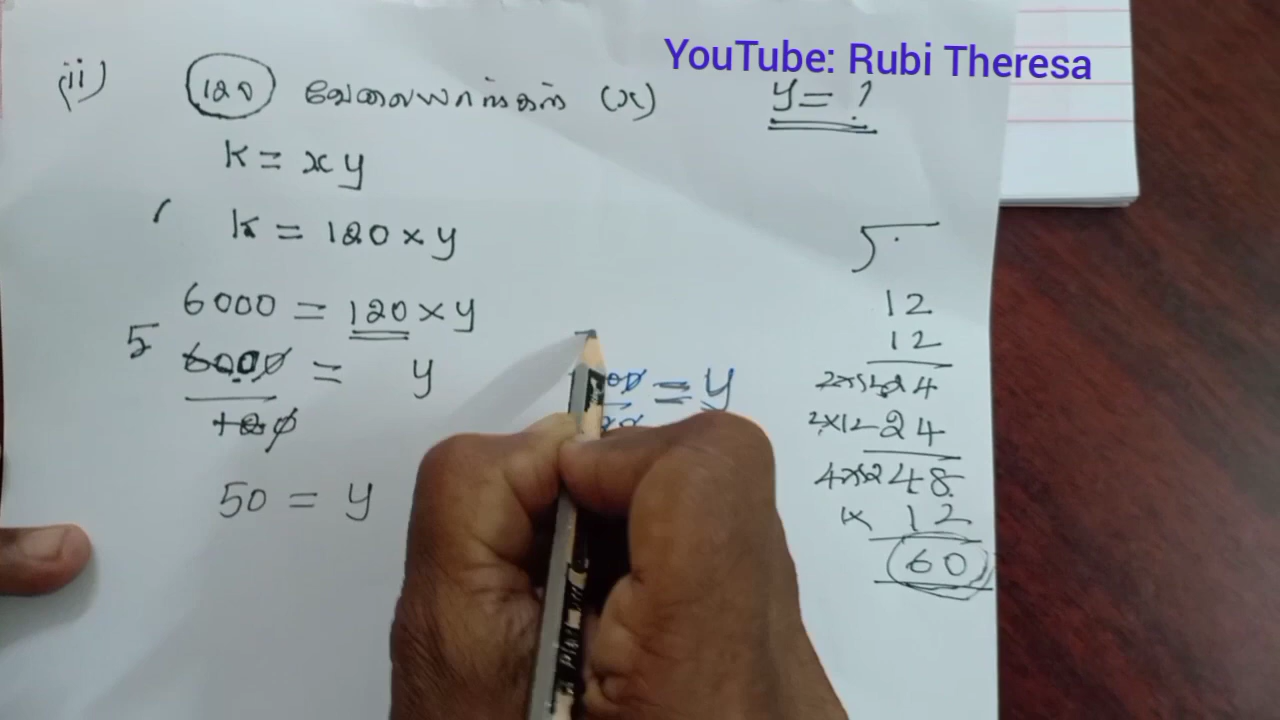 YouTube: Rubi Theresa
(ii) 120 வேலையாட்கள் (x) y = ?
k = xy
k = 120 × y
6000 = 120 × y
5
6000 = y
120
50 = y
= y
12
12
24
2×12 24
48
12
60